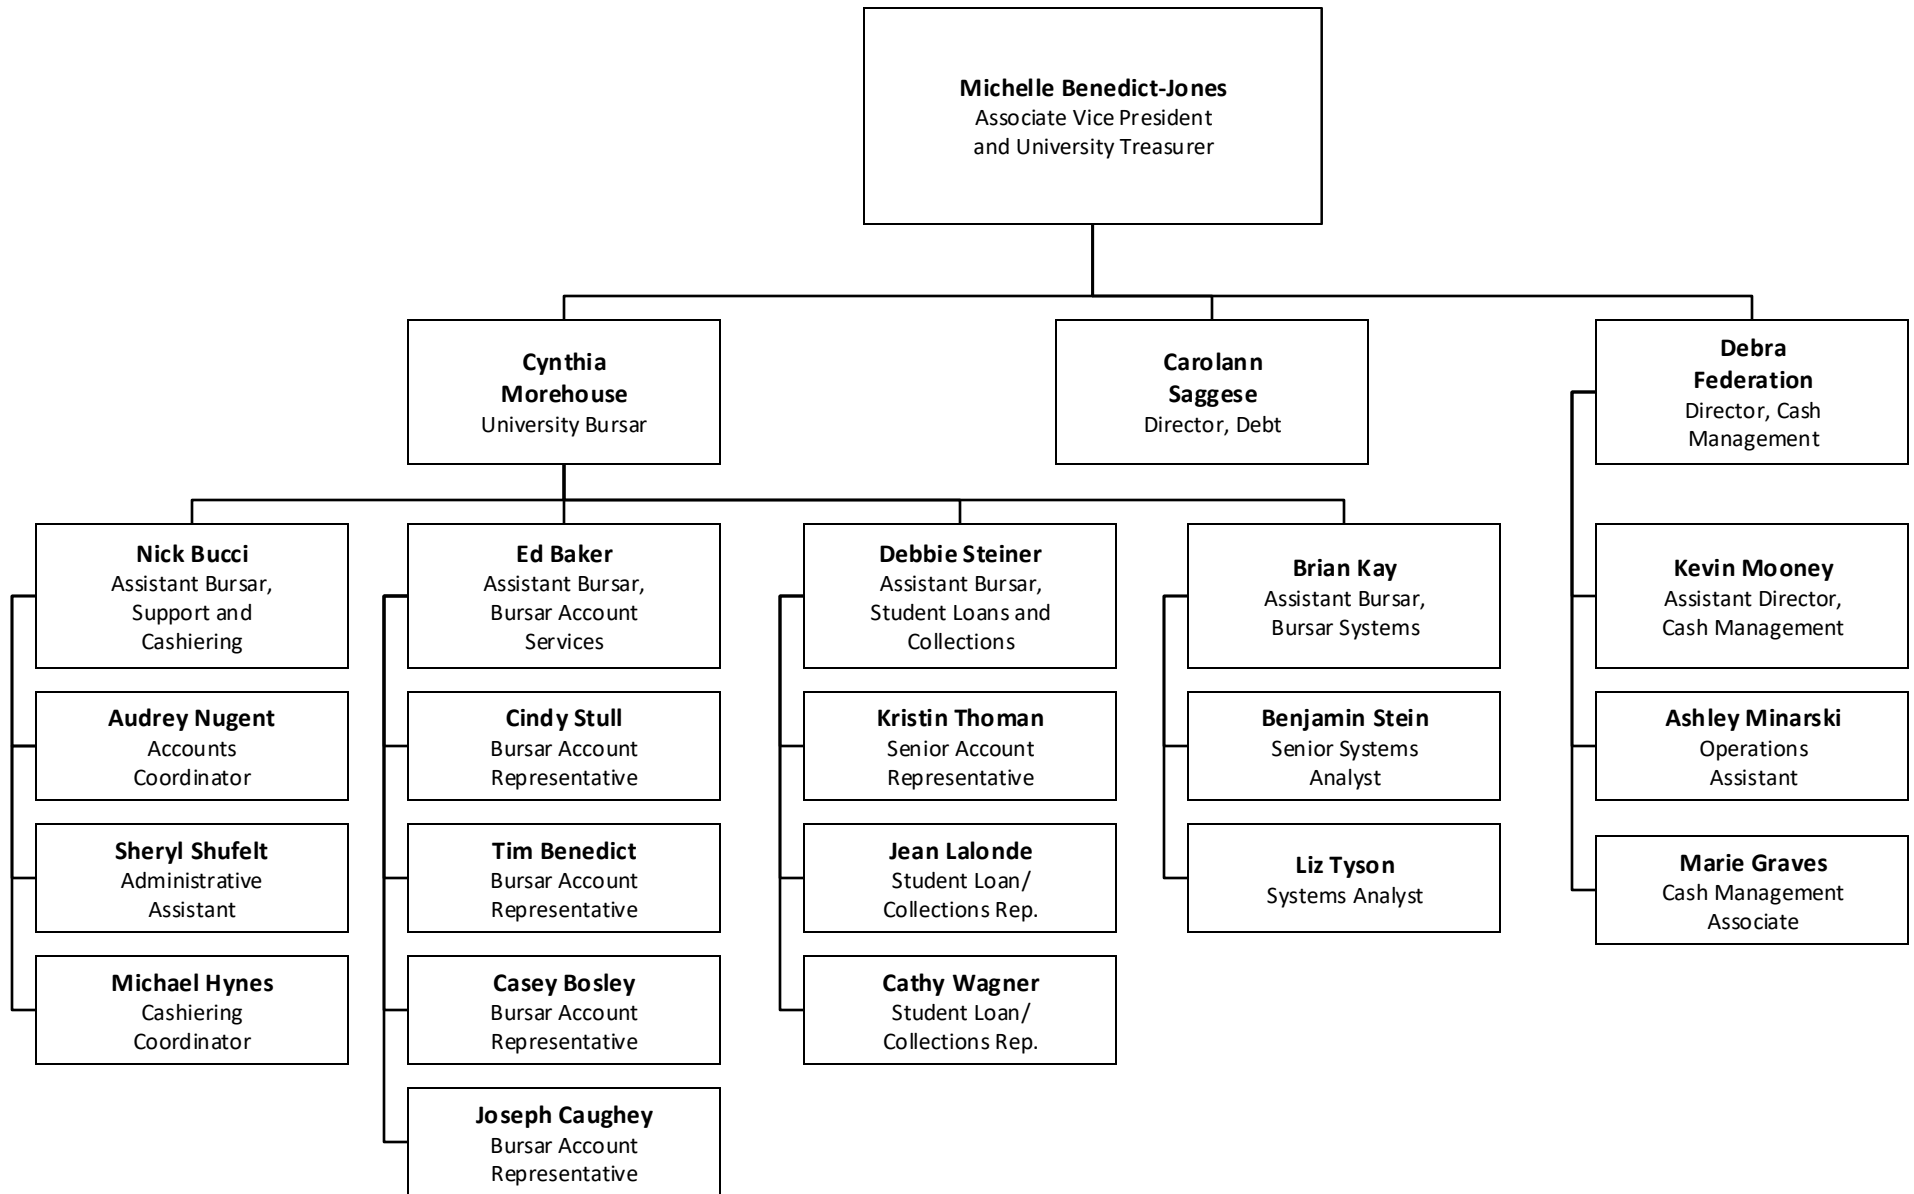 Michelle Benedict-Jones
Associate Vice President
and University Treasurer
Cynthia
Morehouse
University Bursar
Carolann
Saggese
Director, Debt
Debra
Federation
Director, Cash
Management
Nick Bucci
Assistant Bursar,
Support and
Cashiering
Ed Baker
Assistant Bursar,
Bursar Account
Services
Debbie Steiner
Assistant Bursar,
Student Loans and
Collections
Brian Kay
Assistant Bursar,
Bursar Systems
Kevin Mooney
Assistant Director,
Cash Management
Audrey Nugent
Accounts
Coordinator
Cindy Stull
Bursar Account
Representative
Kristin Thoman
Senior Account
Representative
Benjamin Stein
Senior Systems
Analyst
Ashley Minarski
Operations
Assistant
Sheryl Shufelt
Administrative
Assistant
Tim Benedict
Bursar Account
Representative
Jean Lalonde
Student Loan/
Collections Rep.
Liz Tyson
Systems Analyst
Marie Graves
Cash Management
Associate
Michael Hynes
Cashiering
Coordinator
Casey Bosley
Bursar Account
Representative
Cathy Wagner
Student Loan/
Collections Rep.
Joseph Caughey
Bursar Account
Representative